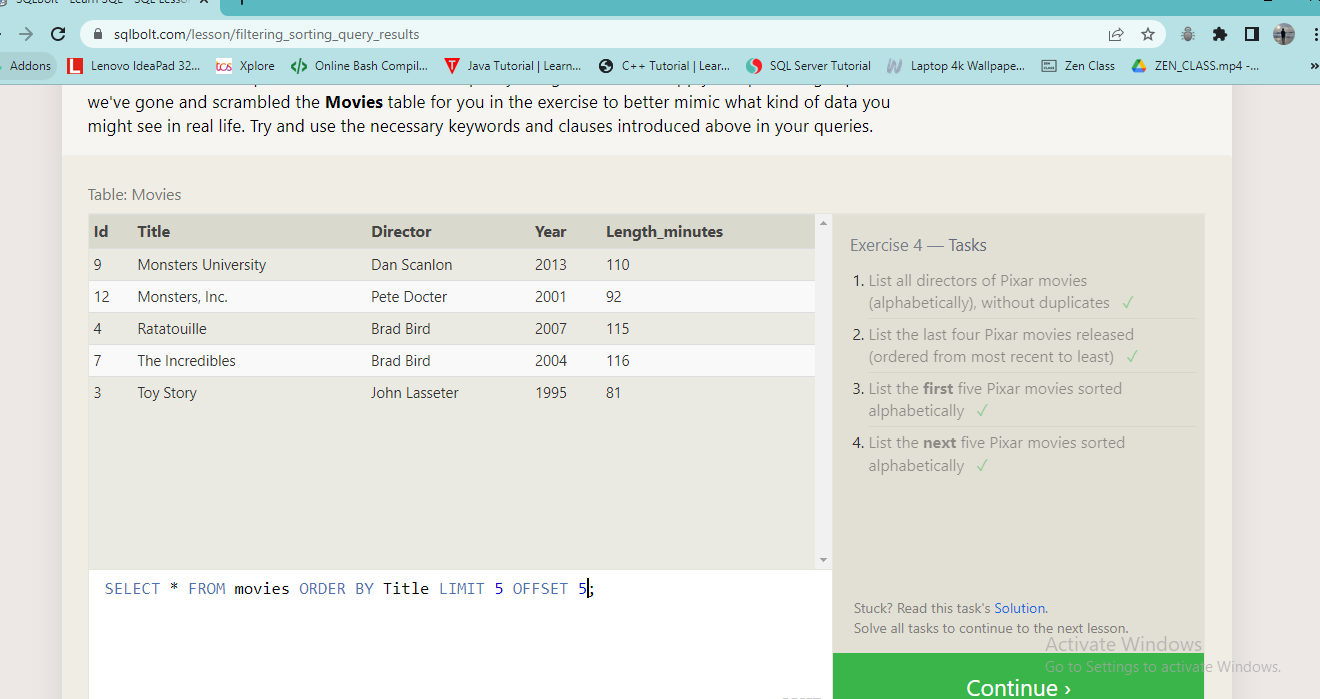 sqlbolt.com/lesson/filtering_sorting_query_results
Addons Lenovo IdeaPad 32... tcs Xplore Online Bash Compil... Java Tutorial | Learn... C++ Tutorial | Lear... SQL Server Tutorial Laptop 4k Wallpape... Zen Class ZEN_CLASS.mp4 -... »
we've gone and scrambled the Movies table for you in the exercise to better mimic what kind of data you
might see in real life. Try and use the necessary keywords and clauses introduced above in your queries.
Table: Movies
Id Title Director Year Length_minutes
9 Monsters University Dan Scanlon 2013 110
12 Monsters, Inc. Pete Docter 2001 92
4 Ratatouille Brad Bird 2007 115
7 The Incredibles Brad Bird 2004 116
3 Toy Story John Lasseter 1995 81
SELECT * FROM movies ORDER BY Title LIMIT 5 OFFSET 5;
Exercise 4 — Tasks
1. List all directors of Pixar movies
(alphabetically), without duplicates ✓
2. List the last four Pixar movies released
(ordered from most recent to least) ✓
3. List the first five Pixar movies sorted
alphabetically ✓
4. List the next five Pixar movies sorted
alphabetically ✓
Stuck? Read this task's Solution.
Solve all tasks to continue to the next lesson.
Activate Windows
Go to Settings to activate Windows.
Continue ›